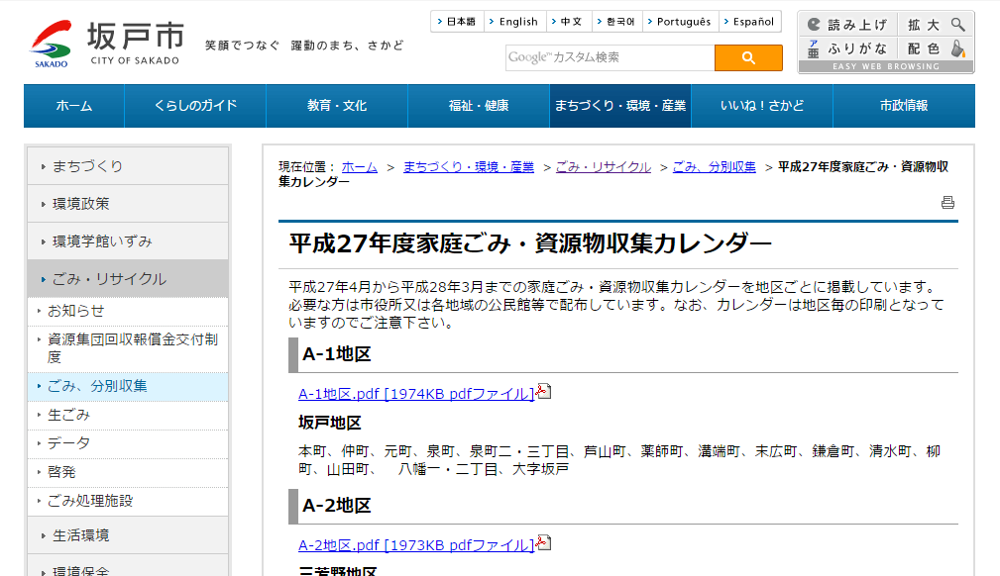 SAKADO
坂戸市
CITY OF SAKADO
笑顔でつなぐ 躍動のまち、さかど
日本語 English 中文 한국어 Português Español
Google™ カスタム検索
読み上げ 拡大
ア亜 ふりがな 配色
EASY WEB BROWSING
ホーム くらしのガイド 教育・文化 福祉・健康 まちづくり・環境・産業 いいね！さかど 市政情報
まちづくり
環境政策
環境学館いずみ
ごみ・リサイクル
お知らせ
資源集団回収報償金交付制
度
ごみ、分別収集
生ごみ
データ
啓発
ごみ処理施設
生活環境
環境保全
現在位置： ホーム > まちづくり・環境・産業 > ごみ・リサイクル > ごみ、分別収集 > 平成27年度家庭ごみ・資源物収
集カレンダー
平成27年度家庭ごみ・資源物収集カレンダー
平成27年4月から平成28年3月までの家庭ごみ・資源物収集カレンダーを地区ごとに掲載しています。
必要な方は市役所又は各地域の公民館等で配布しています。なお、カレンダーは地区毎の印刷となって
いますのでご注意下さい。
A-1地区
A-1地区.pdf [1974KB pdfファイル]
坂戸地区
本町、仲町、元町、泉町、泉町二・三丁目、芦山町、薬師町、溝端町、末広町、鎌倉町、清水町、柳
町、山田町、 八幡一・二丁目、大字坂戸
A-2地区
A-2地区.pdf [1973KB pdfファイル]
三芳野地区